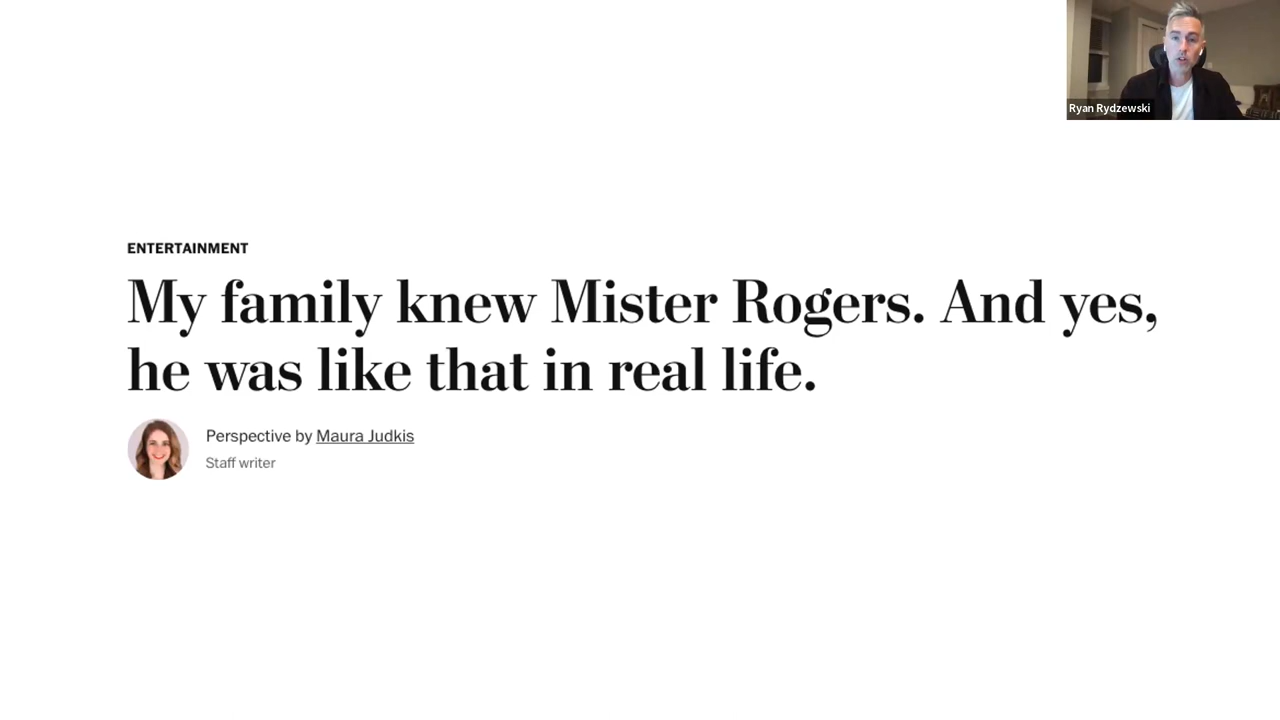 Ryan Rydzewski
ENTERTAINMENT
My family knew Mister Rogers. And yes,
he was like that in real life.
Perspective by Maura Judkis
Staff writer